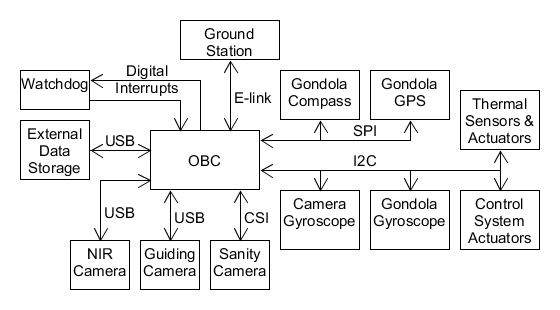 Ground
Station
Digital
Interrupts
Watchdog
E-link
Gondola
Compass
Gondola
GPS
Thermal
Sensors &
Actuators
SPI
External
Data
Storage
USB
OBC
I2C
USB
USB
CSI
Camera
Gyroscope
Gondola
Gyroscope
Control
System
Actuators
NIR
Camera
Guiding
Camera
Sanity
Camera